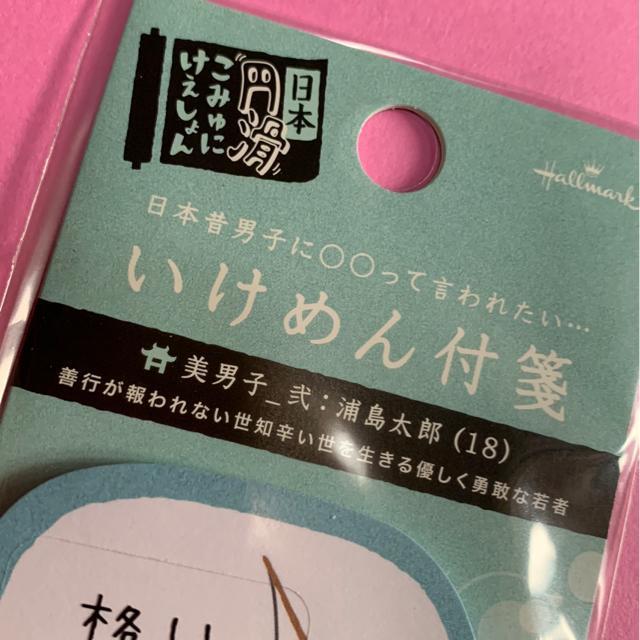 日本
円滑
こみゅに
けえしょん
Hallmark
日本昔男子に〇〇って言われたい…
いけめん付箋
美男子_弐：浦島太郎(18)
善行が報われない世知辛い世を生きる優しく勇敢な若者